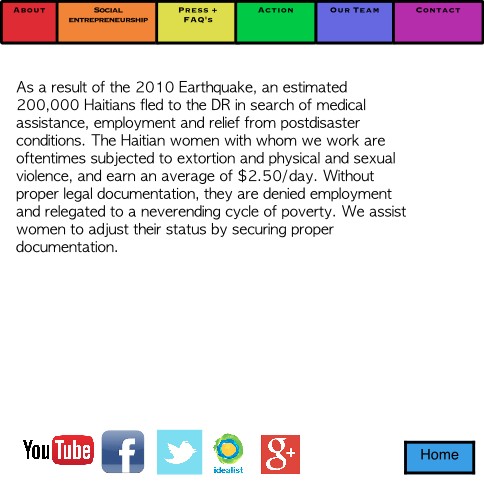 About Social Press + Action Our Team Contact
entrepreneurship FAQ's
As a result of the 2010 Earthquake, an estimated
200,000 Haitians fled to the DR in search of medical
assistance, employment and relief from postdisaster
conditions. The Haitian women with whom we work are
oftentimes subjected to extortion and physical and sexual
violence, and earn an average of $2.50/day. Without
proper legal documentation, they are denied employment
and relegated to a neverending cycle of poverty. We assist
women to adjust their status by securing proper
documentation.
YouTube f idealist g+ Home